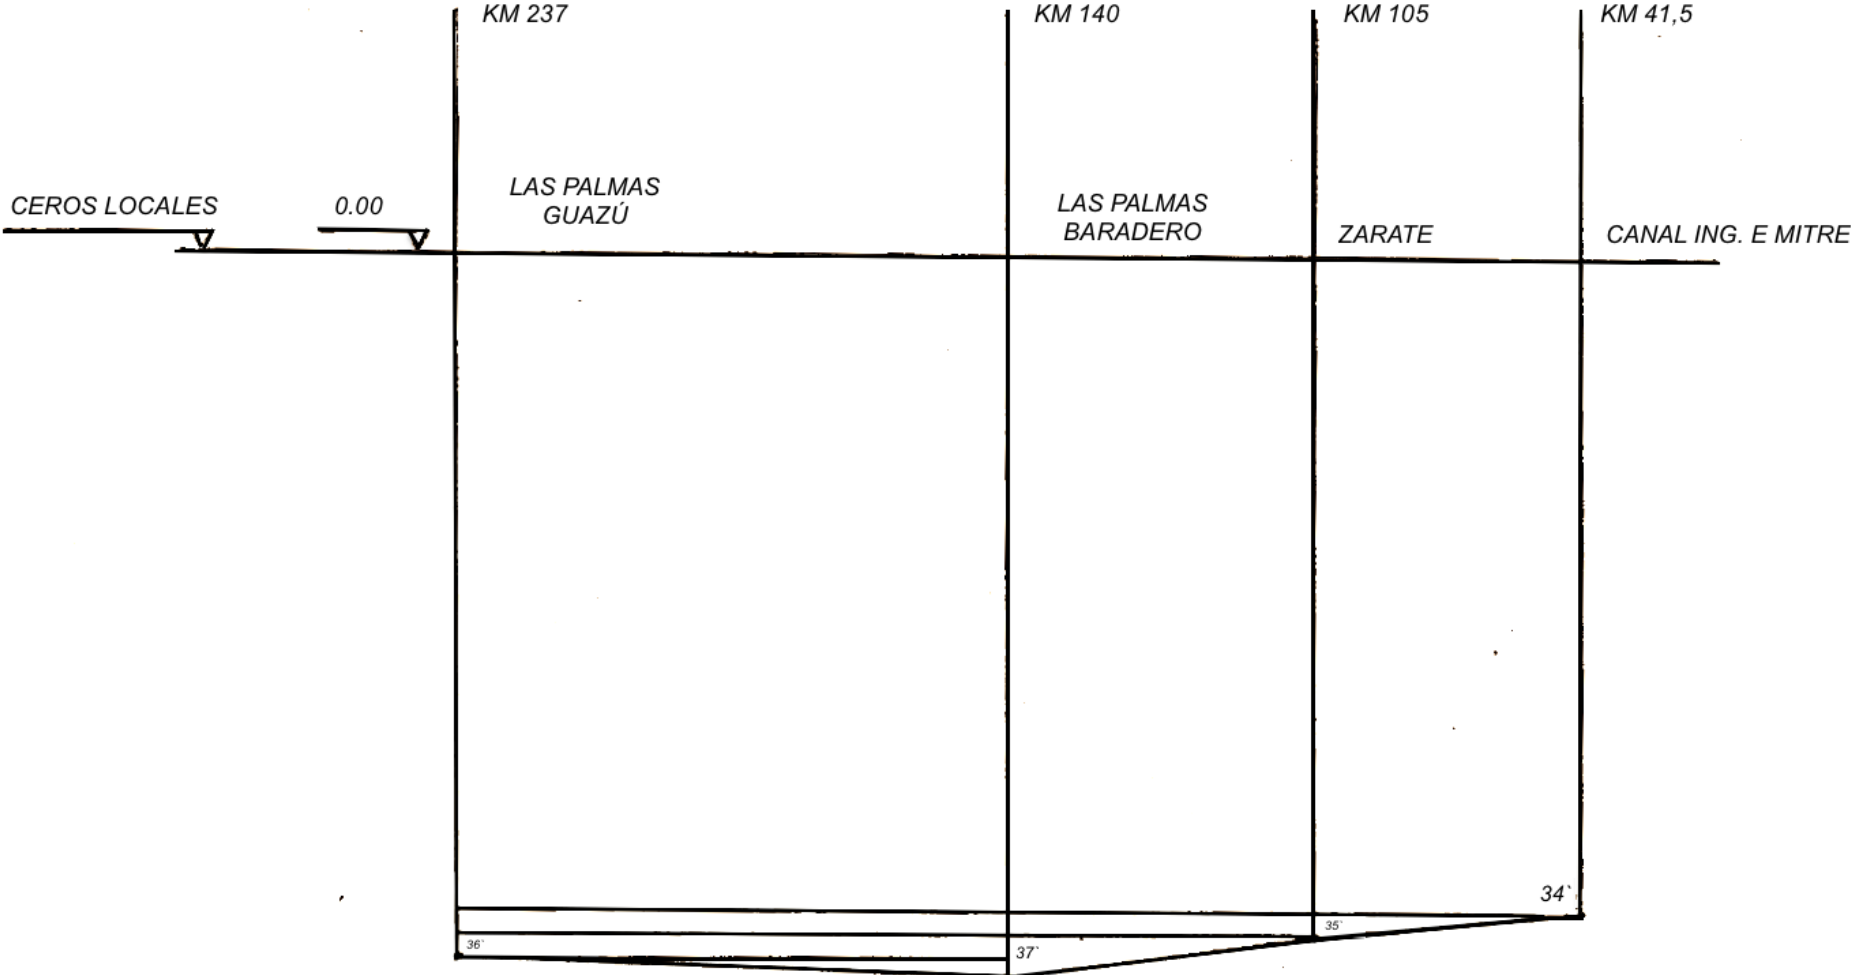 KM 237
KM 140
KM 105
KM 41,5
CEROS LOCALES
0.00
LAS PALMAS
GUAZÚ
LAS PALMAS
BARADERO
ZARATE
CANAL ING. E MITRE
34`
35`
36`
37`